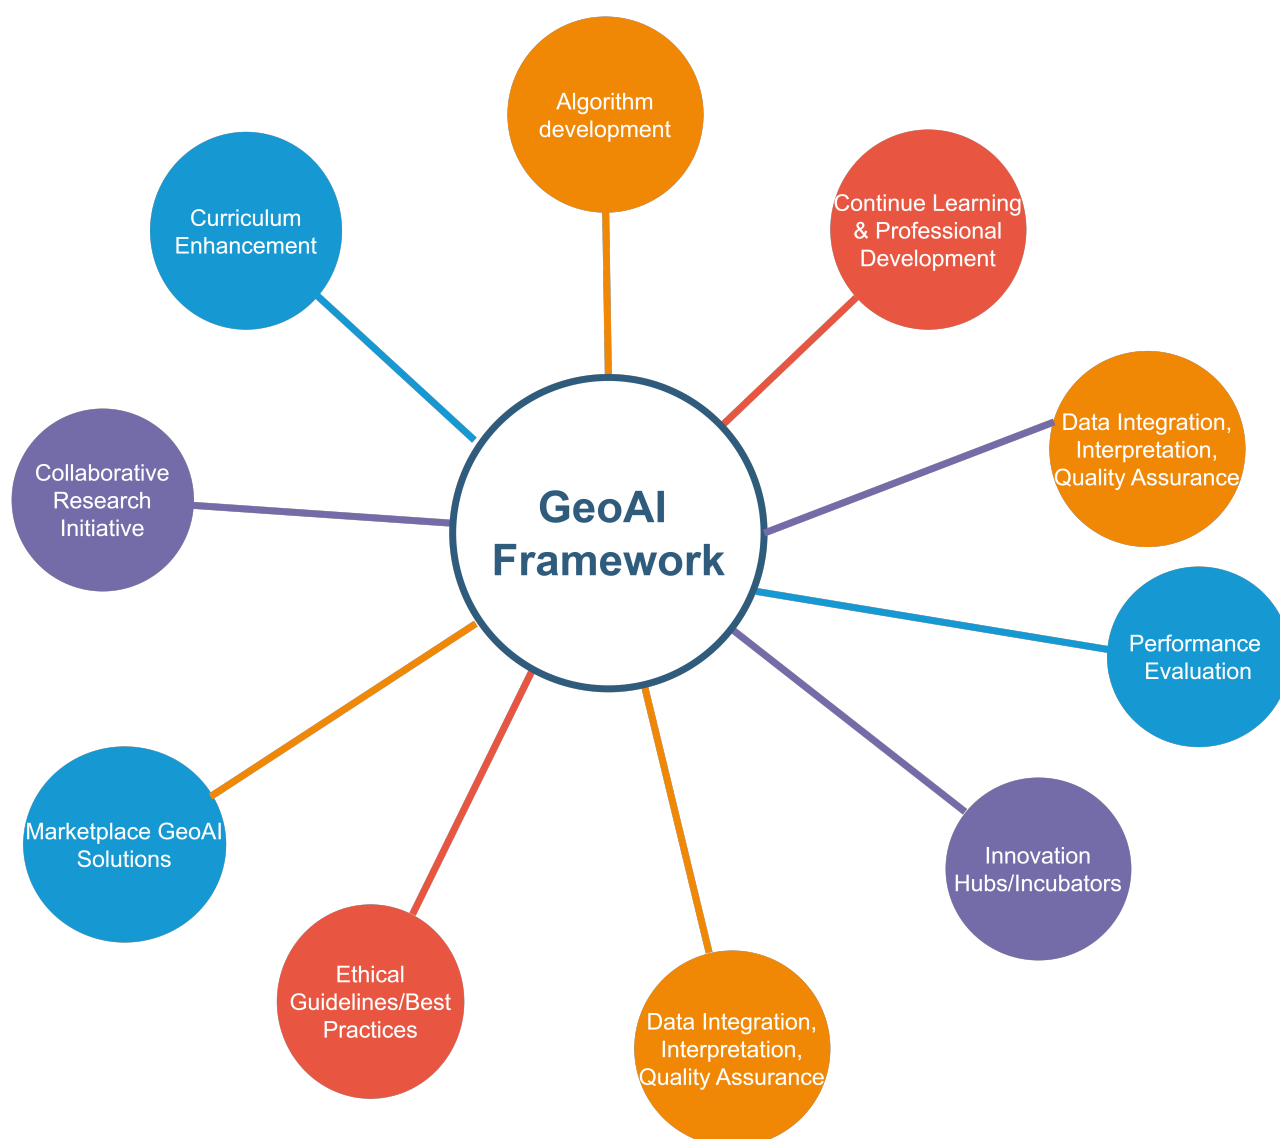 Algorithm
development
Continue Learning
& Professional
Development
Curriculum
Enhancement
Data Integration,
Interpretation,
Quality Assurance
Collaborative
Research
Initiative
GeoAI
Framework
Performance
Evaluation
Marketplace GeoAI
Solutions
Innovation
Hubs/Incubators
Ethical
Guidelines/Best
Practices
Data Integration,
Interpretation,
Quality Assurance